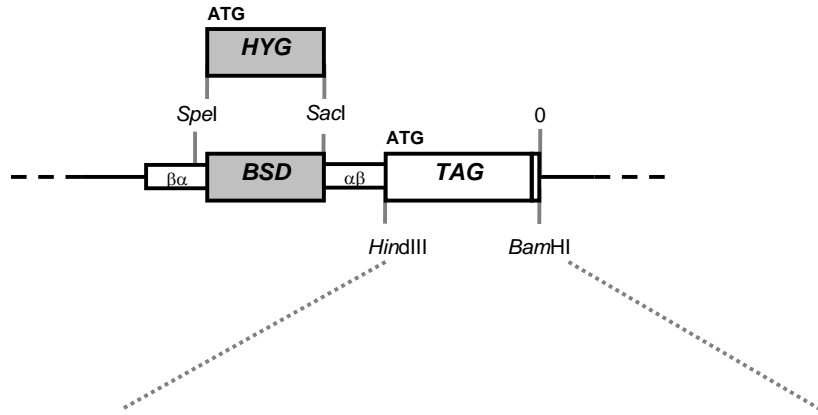 ATG
HYG
SpeI
SacI
0
ATG
βα
BSD
αβ
TAG
HindIII
BamHI